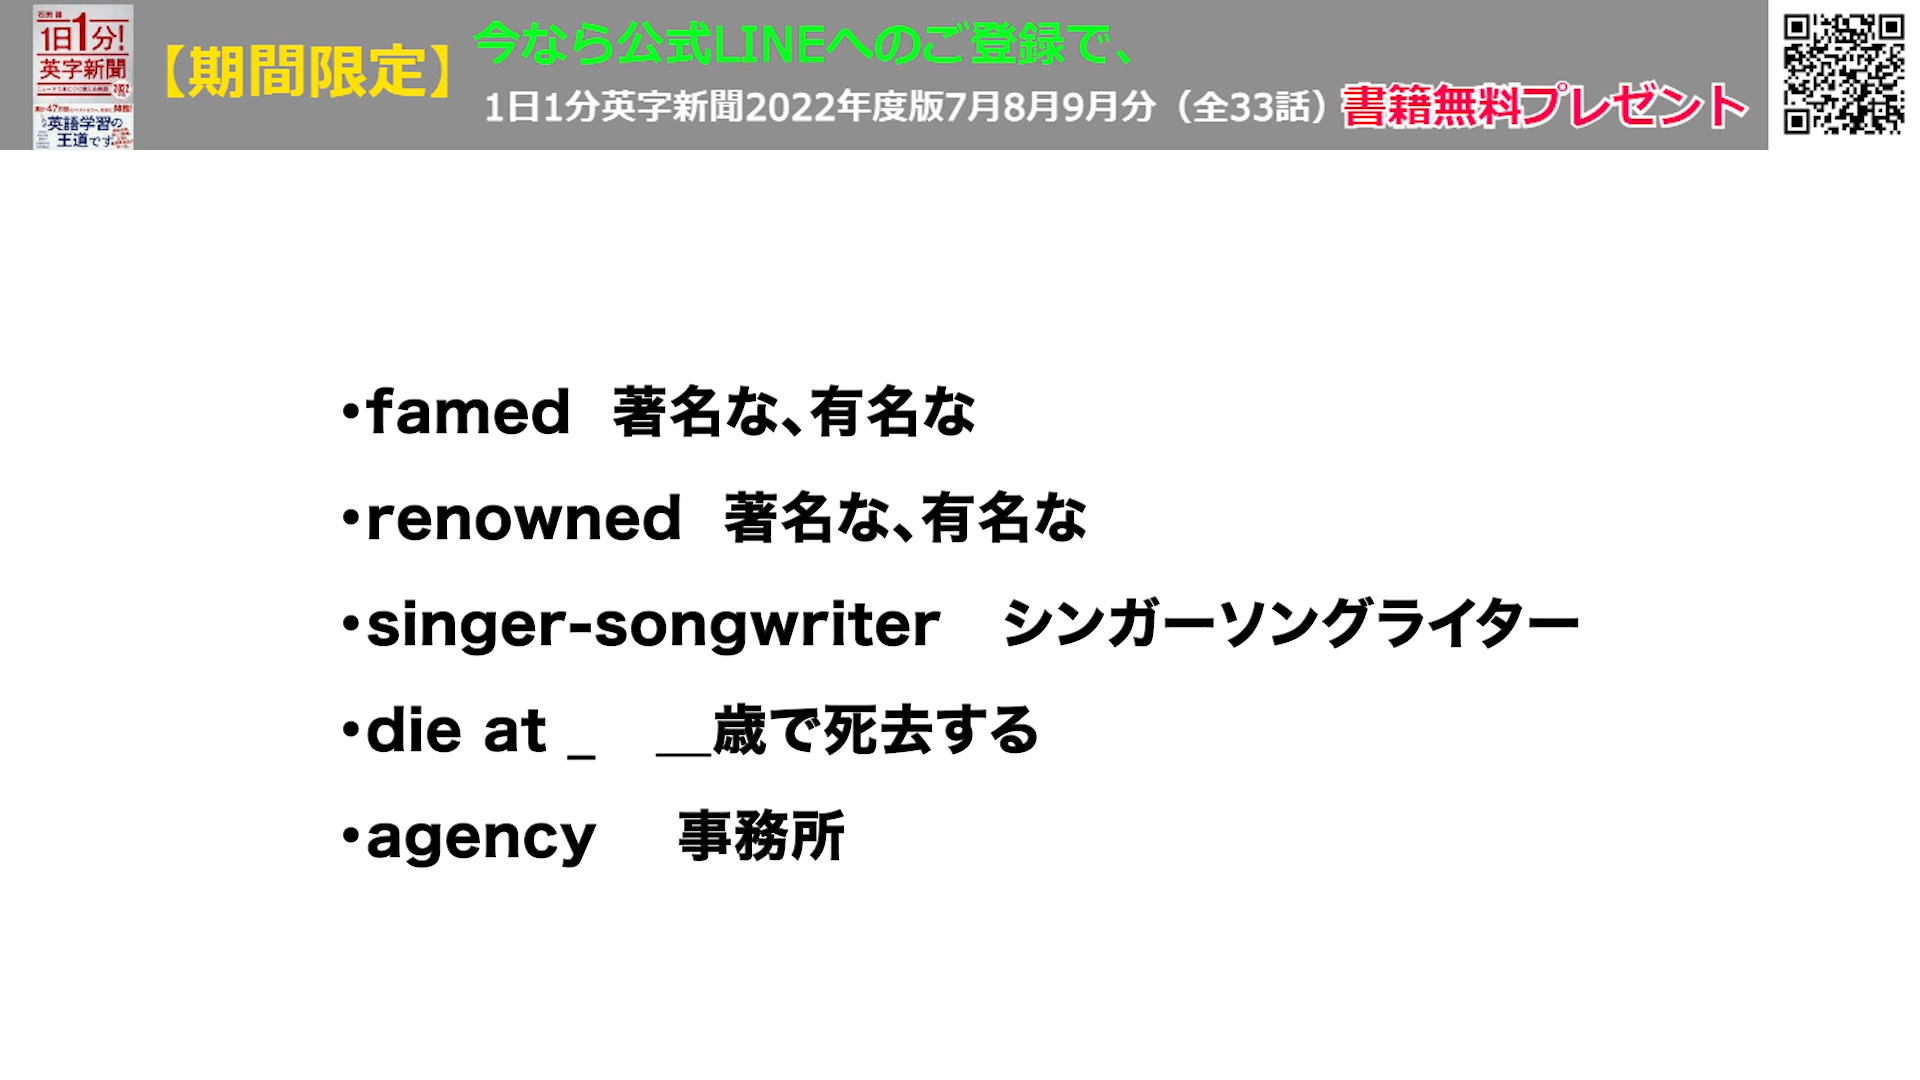 石田 健
1日1分!
英字新聞
2022
英語学習の
王道です
【期間限定】
今なら公式LINEへのご登録で、
1日1分英字新聞2022年度版7月8月9月分（全33話）書籍無料プレゼント
・famed 著名な、有名な
・renowned 著名な、有名な
・singer-songwriter シンガーソングライター
・die at _ __歳で死去する
・agency 事務所